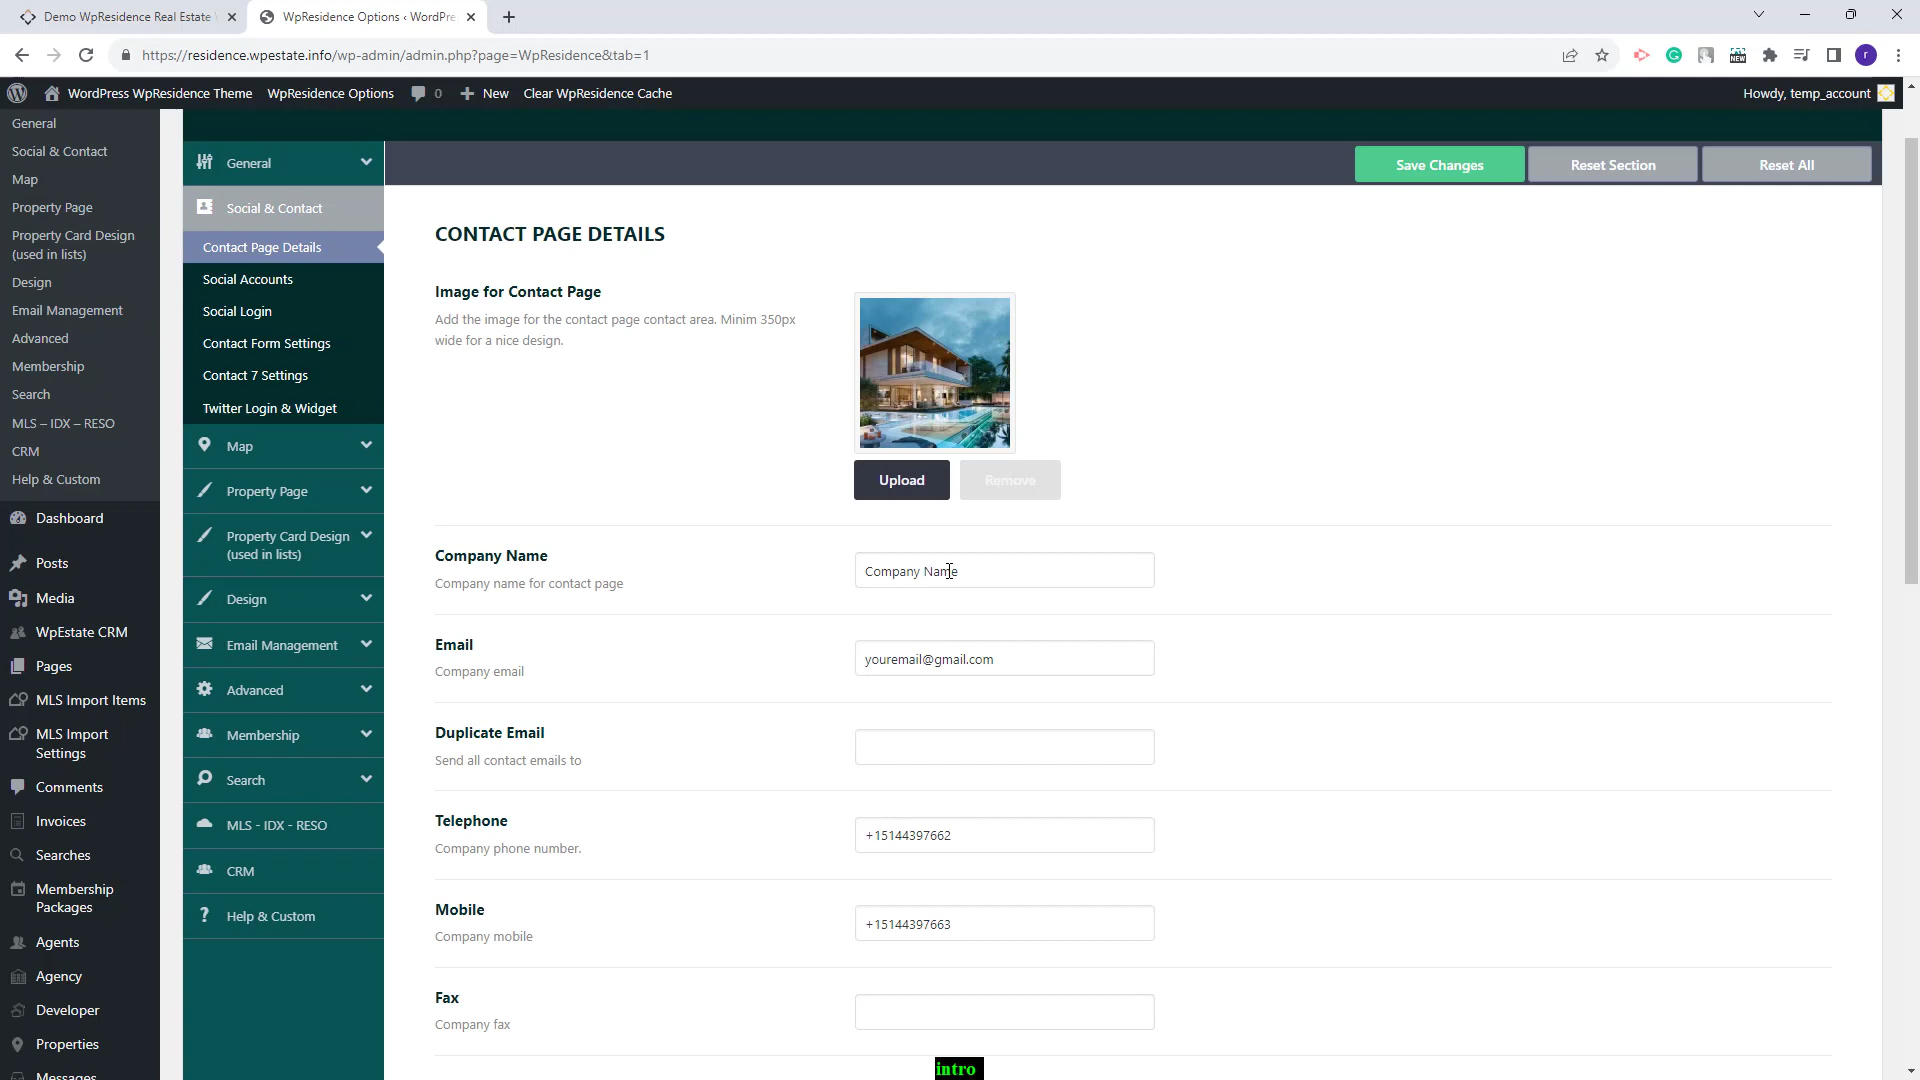 Demo WpResidence Real Estate
WpResidence Options ‹ WordPre
https://residence.wpestate.info/wp-admin/admin.php?page=WpResidence&tab=1
r
WordPress WpResidence Theme
WpResidence Options
0
New
Clear WpResidence Cache
Howdy, temp_account
General
Social & Contact
Map
Property Page
Property Card Design
(used in lists)
Design
Email Management
Advanced
Membership
Search
MLS – IDX – RESO
CRM
Help & Custom
Dashboard
Posts
Media
WpEstate CRM
Pages
MLS Import Items
MLS Import
Settings
Comments
Invoices
Searches
Membership
Packages
Agents
Agency
Developer
Properties
Messages
General
Social & Contact
Contact Page Details
Social Accounts
Social Login
Contact Form Settings
Contact 7 Settings
Twitter Login & Widget
Map
Property Page
Property Card Design
(used in lists)
Design
Email Management
Advanced
Membership
Search
MLS - IDX - RESO
CRM
Help & Custom
Save Changes
Reset Section
Reset All
CONTACT PAGE DETAILS
Image for Contact Page
Add the image for the contact page contact area. Minim 350px
wide for a nice design.
Upload
Remove
Company Name
Company name for contact page
Company Name
Email
Company email
youremail@gmail.com
Duplicate Email
Send all contact emails to
Telephone
Company phone number.
+15144397662
Mobile
Company mobile
+15144397663
Fax
Company fax
intro